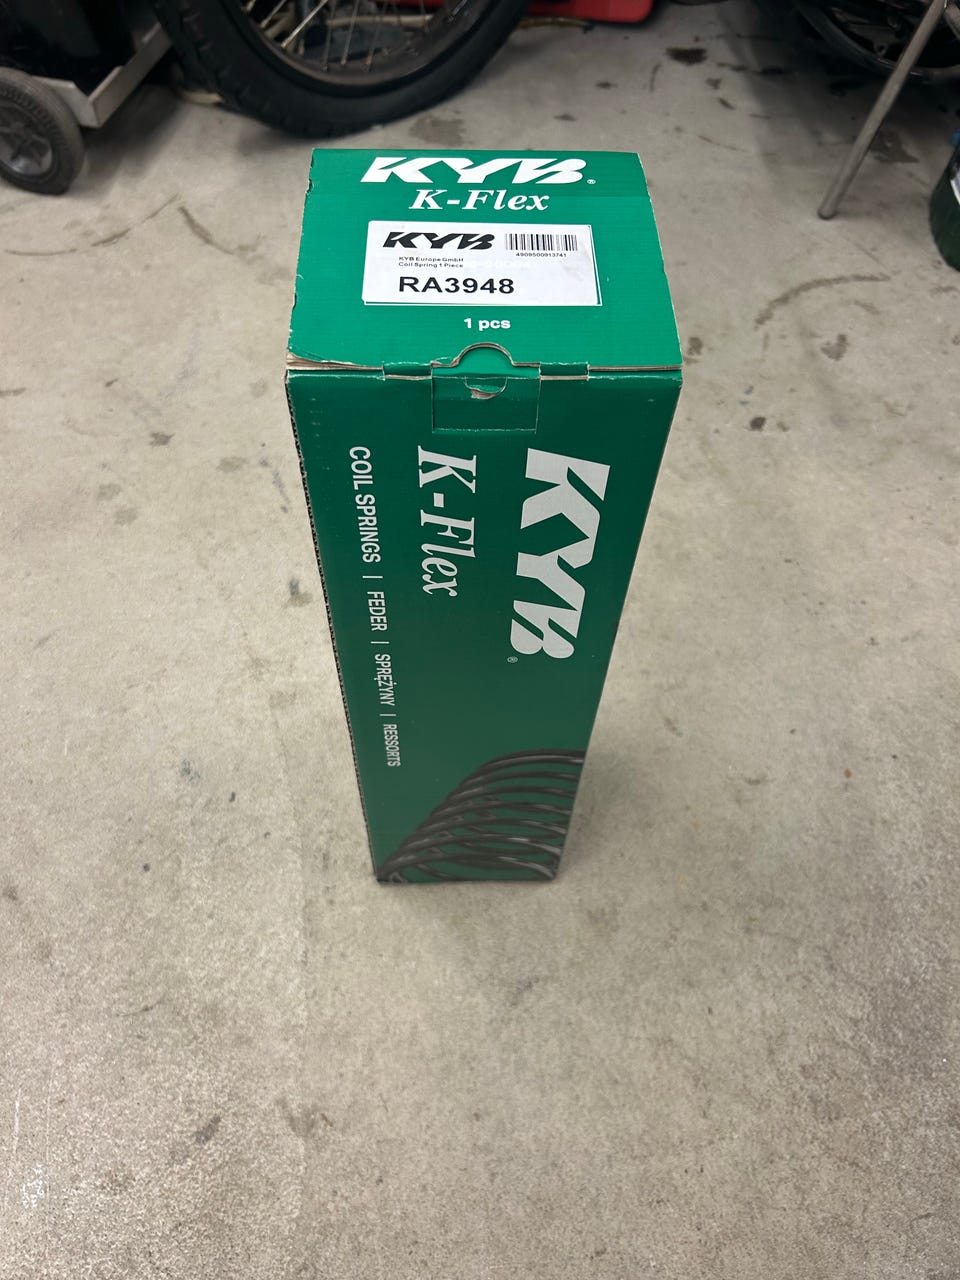 KYB®
K-Flex
KYB
4909500913741
KYB Europe GmbH
Coil Spring 1 Piece
RA3948
1 pcs
KYB®
K-Flex
COIL SPRINGS | FEDER | SPRĘŻYNY | RESSORTS